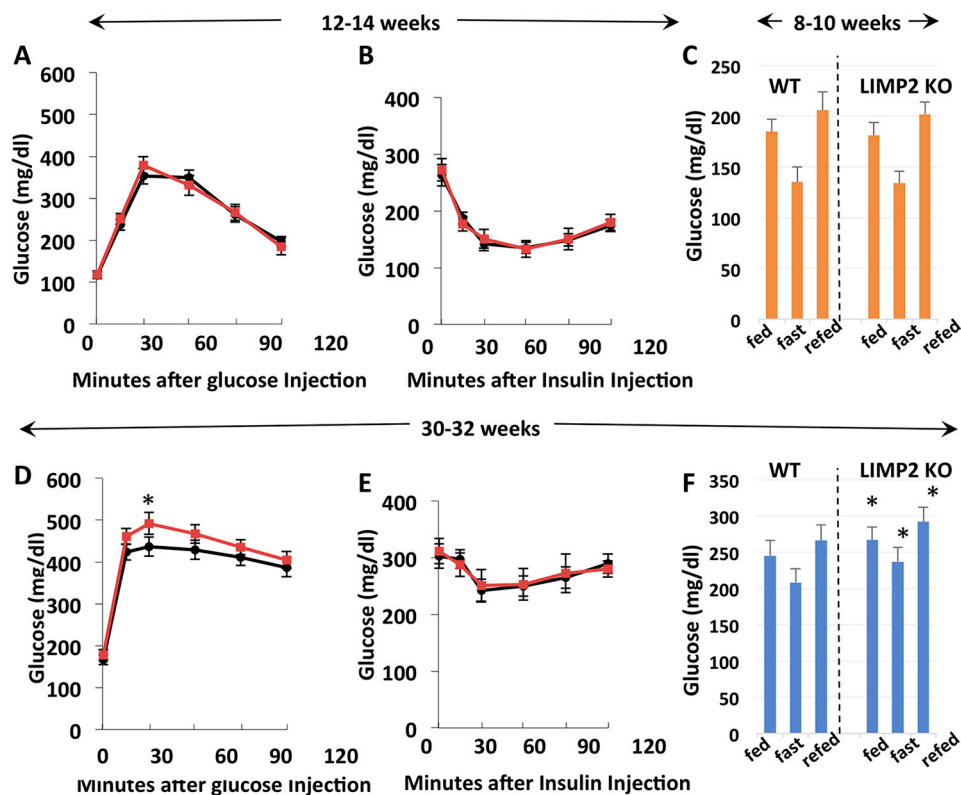 12-14 weeks
8-10 weeks
A
600
500
400
300
200
100
0
Glucose (mg/dl)
0 30 60 90 120
Minutes after glucose Injection
B
400
300
200
100
0
Glucose (mg/dl)
0 30 60 90 120
Minutes after Insulin Injection
C
250
200
150
100
50
0
Glucose (mg/dl)
WT LIMP2 KO
fed fast refed fed fast refed
30-32 weeks
D
600
500
400
300
200
100
0
Glucose (mg/dl)
*
0 30 60 90 120
Minutes after glucose Injection
E
400
300
200
100
0
Glucose (mg/dl)
0 30 60 90 120
Minutes after Insulin Injection
F
350
300
250
200
150
100
50
0
Glucose (mg/dl)
WT LIMP2 KO
* * *
fed fast refed fed fast refed